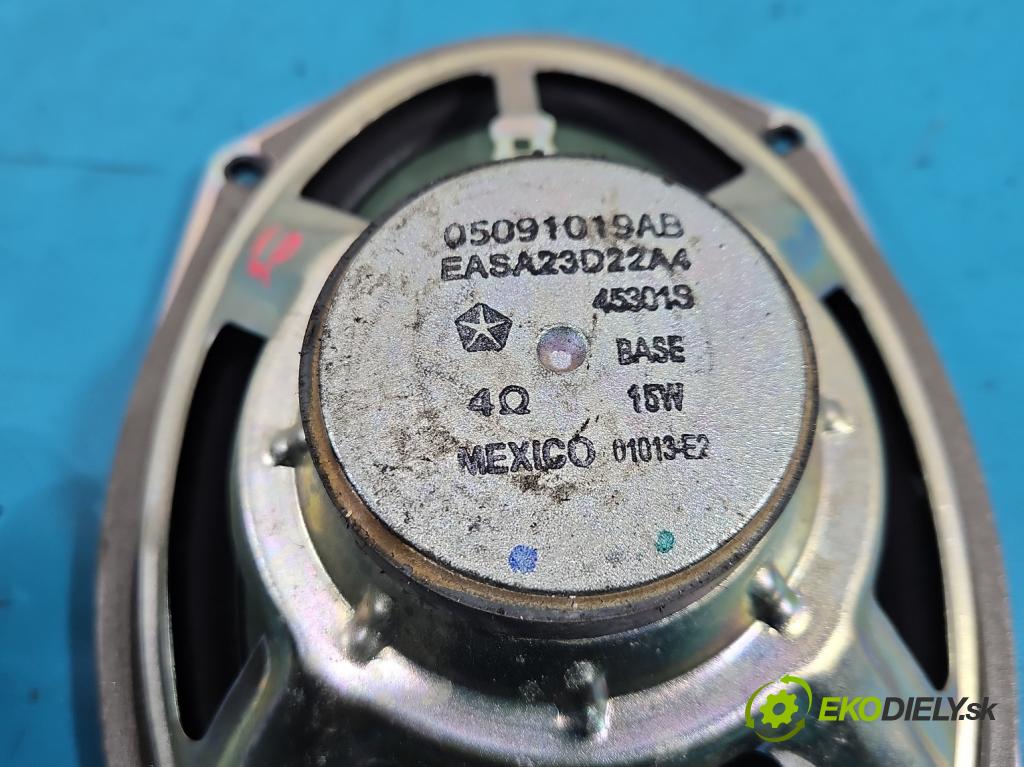 05091019AB
EASA23D22A4
45301S
BASE
4Ω 15W
MEXICO 01013-E2
EKODIELY.sk